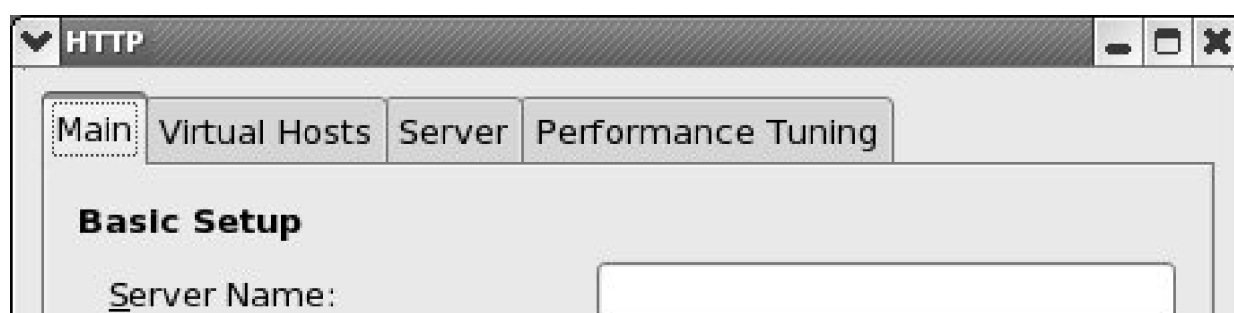 HTTP
Main Virtual Hosts Server Performance Tuning
Basic Setup
Server Name: